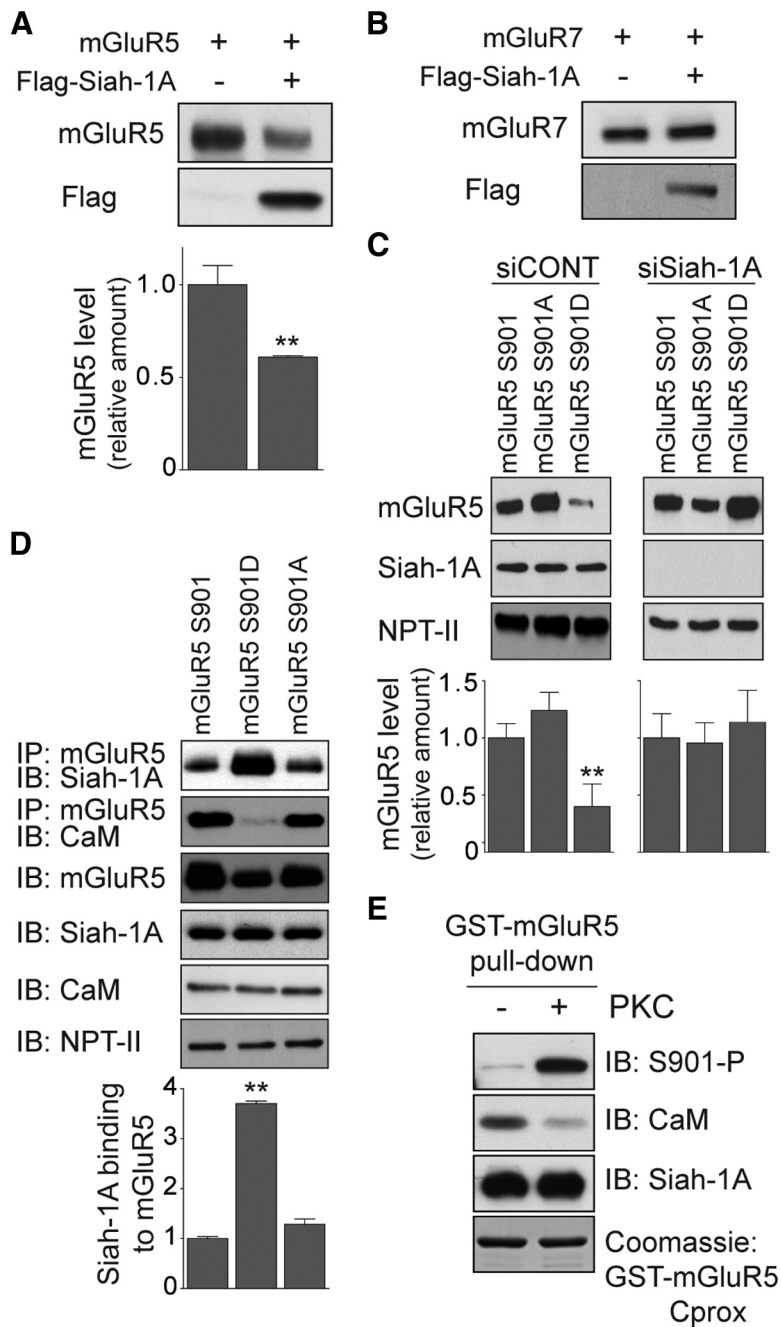 A
mGluR5 + +
Flag-Siah-1A - +
mGluR5
Flag
mGluR5 level
(relative amount)
1.0
0.5
0
**
B
mGluR7 + +
Flag-Siah-1A - +
mGluR7
Flag
C
siCONT siSiah-1A
mGluR5 S901
mGluR5 S901A
mGluR5 S901D
mGluR5 S901
mGluR5 S901A
mGluR5 S901D
mGluR5
Siah-1A
NPT-II
mGluR5 level
(relative amount)
1.5
1.0
0.5
0
**
D
mGluR5 S901
mGluR5 S901D
mGluR5 S901A
IP: mGluR5
IB: Siah-1A
IP: mGluR5
IB: CaM
IB: mGluR5
IB: Siah-1A
IB: CaM
IB: NPT-II
Siah-1A binding
to mGluR5
4
3
2
1
0
**
E
GST-mGluR5
pull-down
- + PKC
IB: S901-P
IB: CaM
IB: Siah-1A
Coomassie:
GST-mGluR5
Cprox